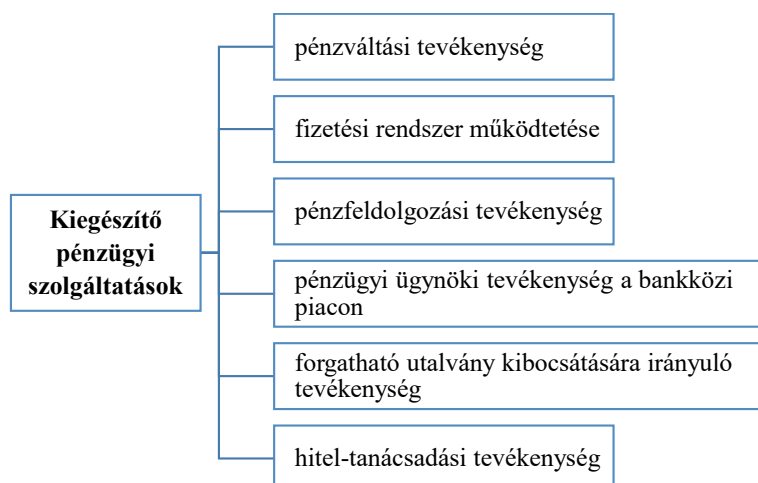 pénzváltási tevékenység
fizetési rendszer működtetése
pénzfeldolgozási tevékenység
Kiegészítő
pénzügyi
szolgáltatások
pénzügyi ügynöki tevékenység a bankközi
piacon
forgatható utalvány kibocsátására irányuló
tevékenység
hitel-tanácsadási tevékenység